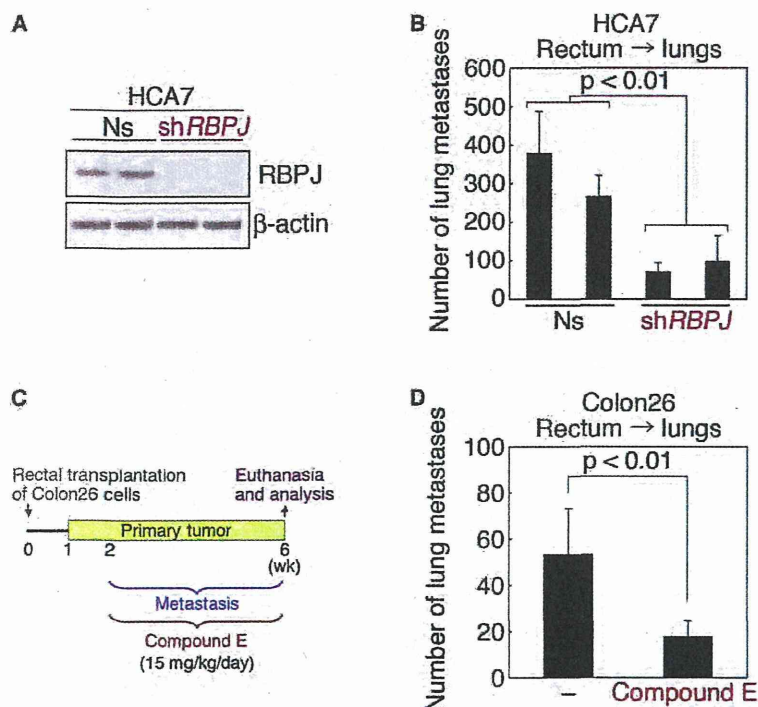 A
HCA7
Ns shRBPJ
RBPJ
β-actin
B
HCA7
Rectum → lungs
Number of lung metastases
600
500
400
300
200
100
0
p < 0.01
Ns
shRBPJ
C
Rectal transplantation
of Colon26 cells
Euthanasia
and analysis
Primary tumor
0 1 2 6
(wk)
Metastasis
Compound E
(15 mg/kg/day)
D
Colon26
Rectum → lungs
Number of lung metastases
100
80
60
40
20
0
p < 0.01
– Compound E